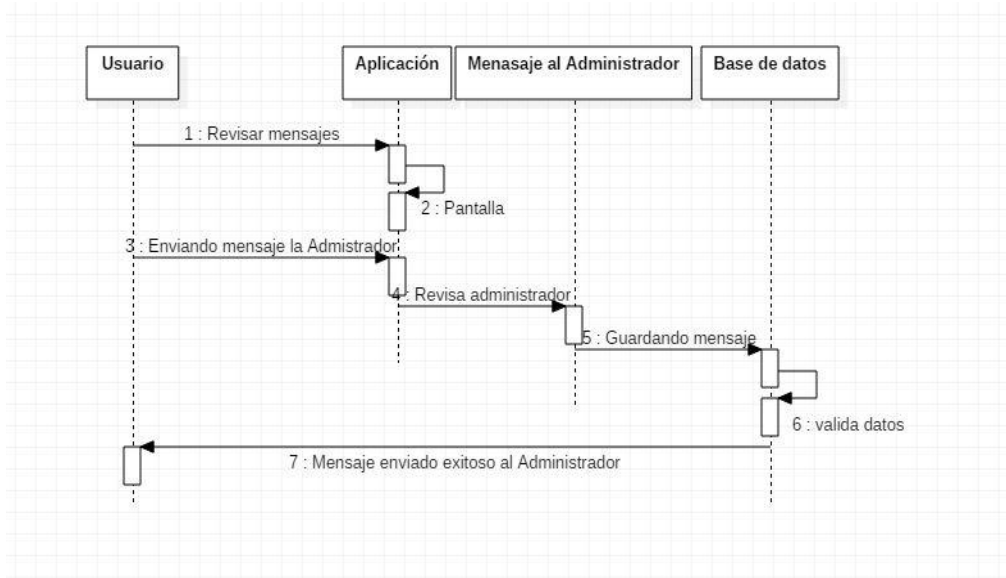 Usuario
Aplicación
Menasaje al Administrador
Base de datos
1 : Revisar mensajes
2 : Pantalla
3 : Enviando mensaje la Admistrador
4 : Revisa administrador
5 : Guardando mensaje
6 : valida datos
7 : Mensaje enviado exitoso al Administrador